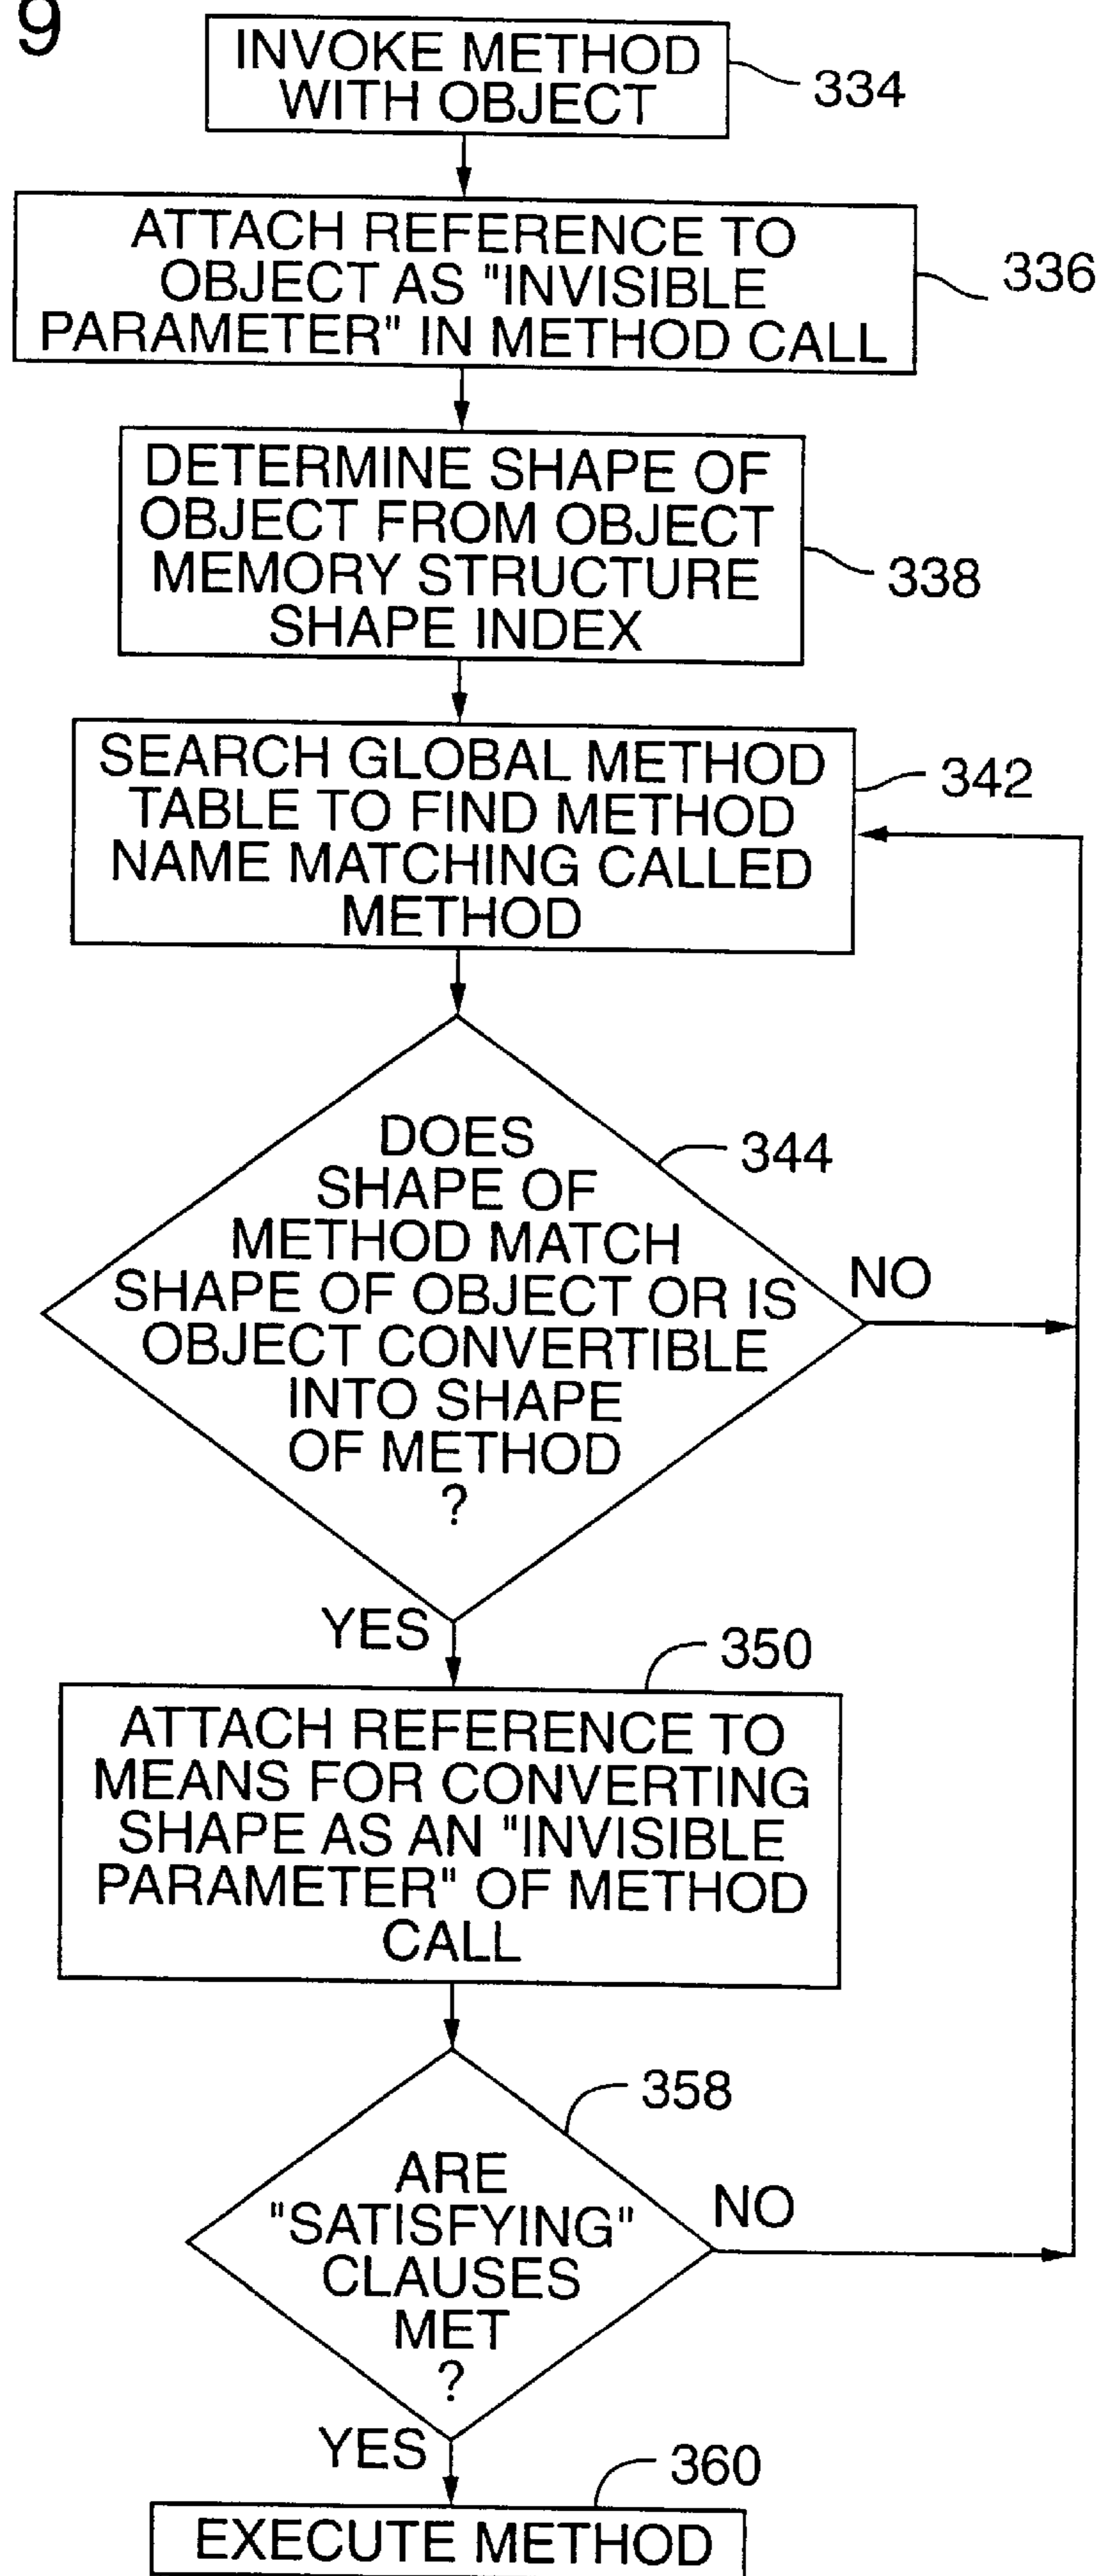 9
INVOKE METHOD
WITH OBJECT
334
ATTACH REFERENCE TO
OBJECT AS "INVISIBLE
PARAMETER" IN METHOD CALL
336
DETERMINE SHAPE OF
OBJECT FROM OBJECT
MEMORY STRUCTURE
SHAPE INDEX
338
SEARCH GLOBAL METHOD
TABLE TO FIND METHOD
NAME MATCHING CALLED
METHOD
342
DOES
SHAPE OF
METHOD MATCH
SHAPE OF OBJECT OR IS
OBJECT CONVERTIBLE
INTO SHAPE
OF METHOD
?
344
NO
YES
350
ATTACH REFERENCE TO
MEANS FOR CONVERTING
SHAPE AS AN "INVISIBLE
PARAMETER" OF METHOD
CALL
358
ARE
"SATISFYING"
CLAUSES
MET
?
NO
YES
360
EXECUTE METHOD